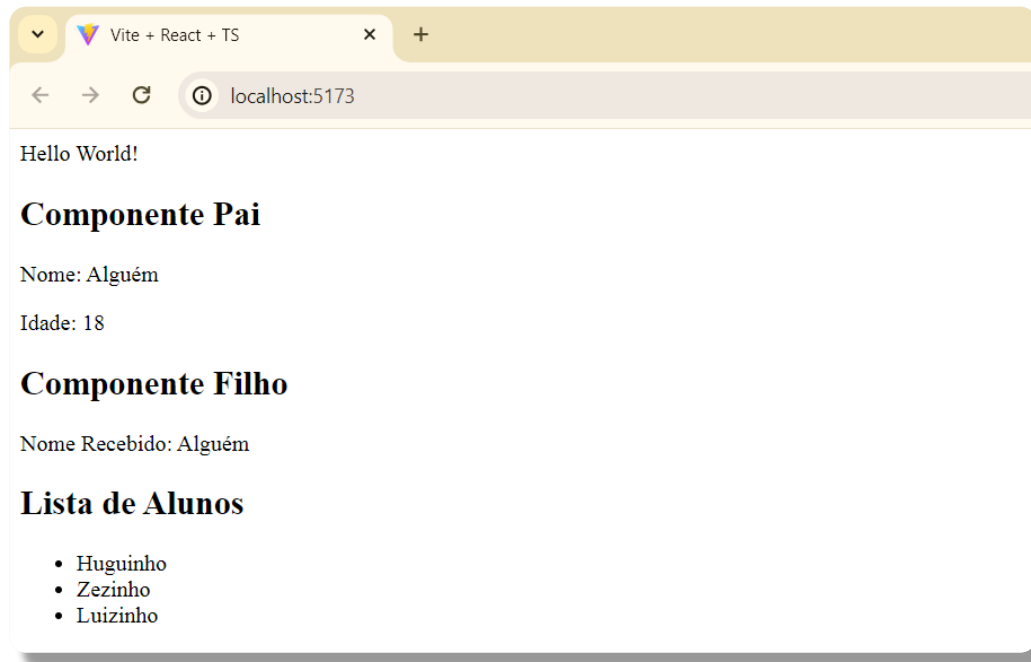 Vite + React + TS
localhost:5173
Hello World!
Componente Pai
Nome: Alguém
Idade: 18
Componente Filho
Nome Recebido: Alguém
Lista de Alunos
• Huguinho
• Zezinho
• Luizinho